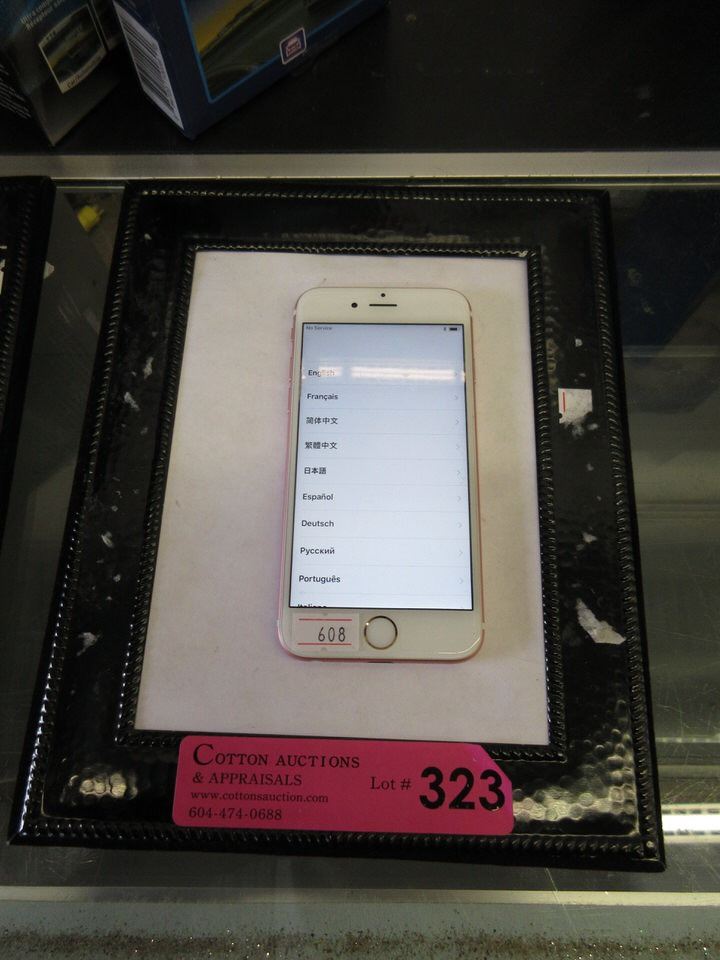 No Service
English
Français
简体中文
繁體中文
日本語
Español
Deutsch
Русский
Português
Italiano
608
COTTON AUCTIONS
& APPRAISALS
www.cottonsauction.com
604-474-0688
Lot # 323